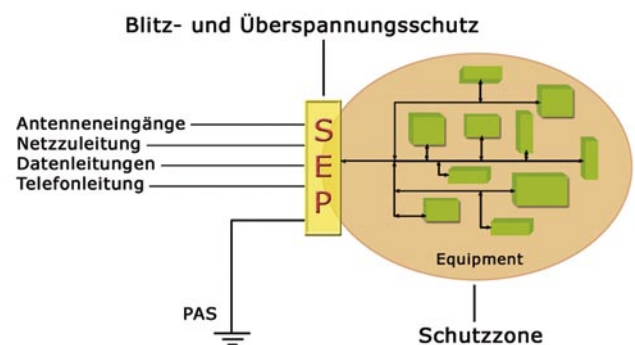 Blitz- und Überspannungsschutz
Antenneneingänge
Netzzuleitung
Datenleitungen
Telefonleitung
S
E
P
Equipment
PAS
Schutzzone